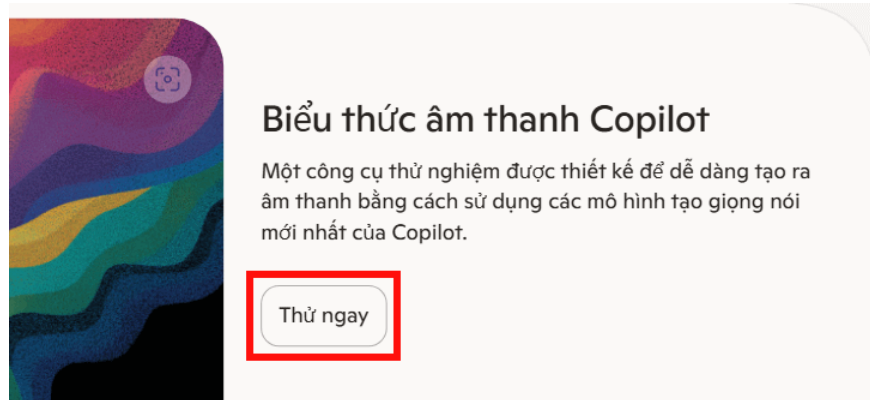 Biểu thức âm thanh Copilot
Một công cụ thử nghiệm được thiết kế để dễ dàng tạo ra
âm thanh bằng cách sử dụng các mô hình tạo giọng nói
mới nhất của Copilot.
Thử ngay